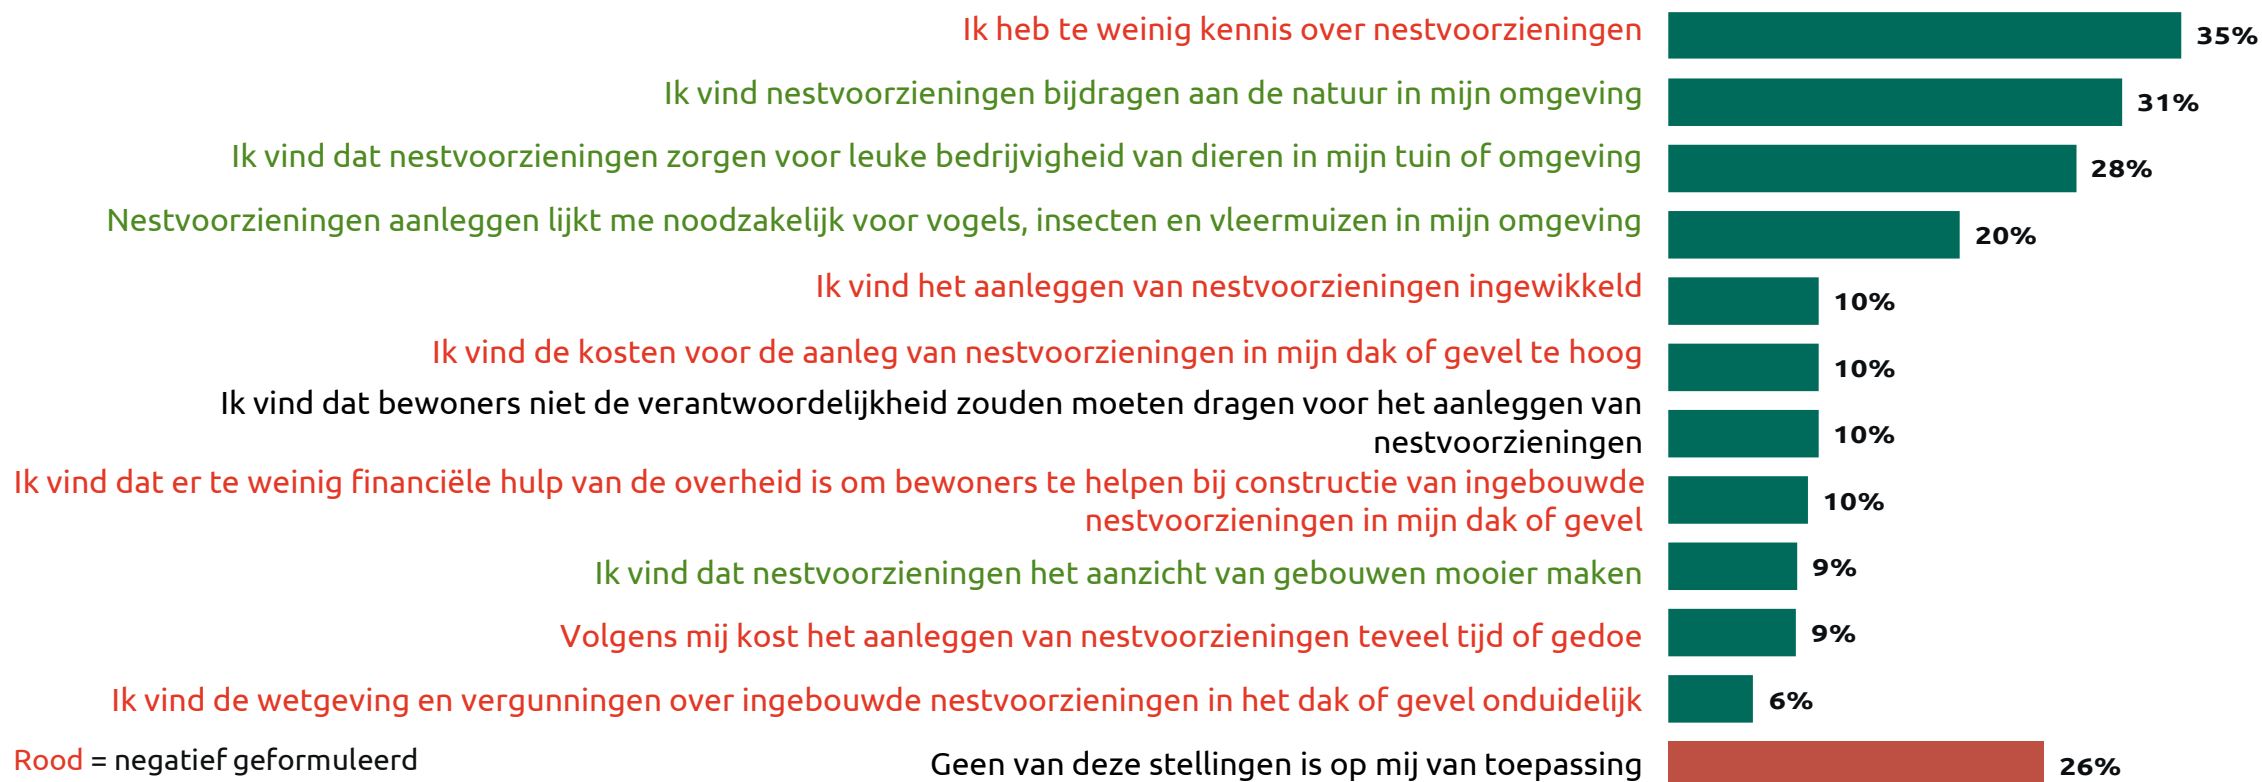 Ik heb te weinig kennis over nestvoorzieningen 35%
Ik vind nestvoorzieningen bijdragen aan de natuur in mijn omgeving 31%
Ik vind dat nestvoorzieningen zorgen voor leuke bedrijvigheid van dieren in mijn tuin of omgeving 28%
Nestvoorzieningen aanleggen lijkt me noodzakelijk voor vogels, insecten en vleermuizen in mijn omgeving 20%
Ik vind het aanleggen van nestvoorzieningen ingewikkeld 10%
Ik vind de kosten voor de aanleg van nestvoorzieningen in mijn dak of gevel te hoog 10%
Ik vind dat bewoners niet de verantwoordelijkheid zouden moeten dragen voor het aanleggen van
nestvoorzieningen 10%
Ik vind dat er te weinig financiële hulp van de overheid is om bewoners te helpen bij constructie van ingebouwde
nestvoorzieningen in mijn dak of gevel 10%
Ik vind dat nestvoorzieningen het aanzicht van gebouwen mooier maken 9%
Volgens mij kost het aanleggen van nestvoorzieningen teveel tijd of gedoe 9%
Ik vind de wetgeving en vergunningen over ingebouwde nestvoorzieningen in het dak of gevel onduidelijk 6%
Geen van deze stellingen is op mij van toepassing 26%
Rood = negatief geformuleerd